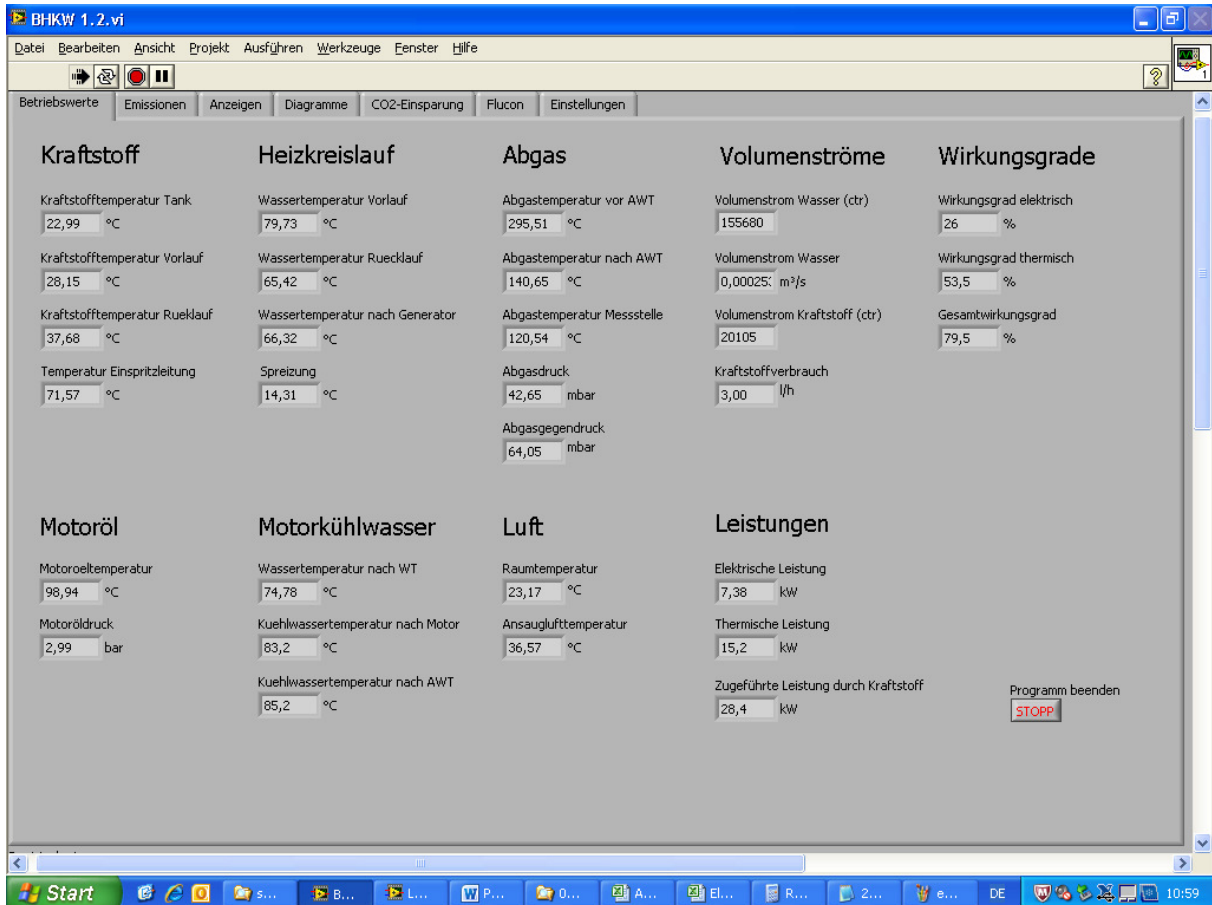 BHKW 1.2.vi
Datei Bearbeiten Ansicht Projekt Ausführen Werkzeuge Fenster Hilfe
1
Betriebswerte Emissionen Anzeigen Diagramme CO2-Einsparung Flucon Einstellungen
Kraftstoff
Kraftstofftemperatur Tank
22,99 °C
Kraftstofftemperatur Vorlauf
28,15 °C
Kraftstofftemperatur Rueklauf
37,68 °C
Temperatur Einspritzleitung
71,57 °C
Heizkreislauf
Wassertemperatur Vorlauf
79,73 °C
Wassertemperatur Ruecklauf
65,42 °C
Wassertemperatur nach Generator
66,32 °C
Spreizung
14,31 °C
Abgas
Abgastemperatur vor AWT
295,51 °C
Abgastemperatur nach AWT
140,65 °C
Abgastemperatur Messstelle
120,54 °C
Abgasdruck
42,65 mbar
Abgasgegendruck
64,05 mbar
Volumenströme
Volumenstrom Wasser (ctr)
155680
Volumenstrom Wasser
0,00025 m³/s
Volumenstrom Kraftstoff (ctr)
20105
Kraftstoffverbrauch
3,00 l/h
Wirkungsgrade
Wirkungsgrad elektrisch
26 %
Wirkungsgrad thermisch
53,5 %
Gesamtwirkungsgrad
79,5 %
Motoröl
Motoroeltemperatur
98,94 °C
Motoröldruck
2,99 bar
Motorkühlwasser
Wassertemperatur nach WT
74,78 °C
Kuehlwassertemperatur nach Motor
83,2 °C
Kuehlwassertemperatur nach AWT
85,2 °C
Luft
Raumtemperatur
23,17 °C
Ansauglufttemperatur
36,57 °C
Leistungen
Elektrische Leistung
7,38 kW
Thermische Leistung
15,2 kW
Zugeführte Leistung durch Kraftstoff
28,4 kW
Programm beenden
STOPP
Start s... B... L... P... 0... A... El... R... 2... e... DE 10:59